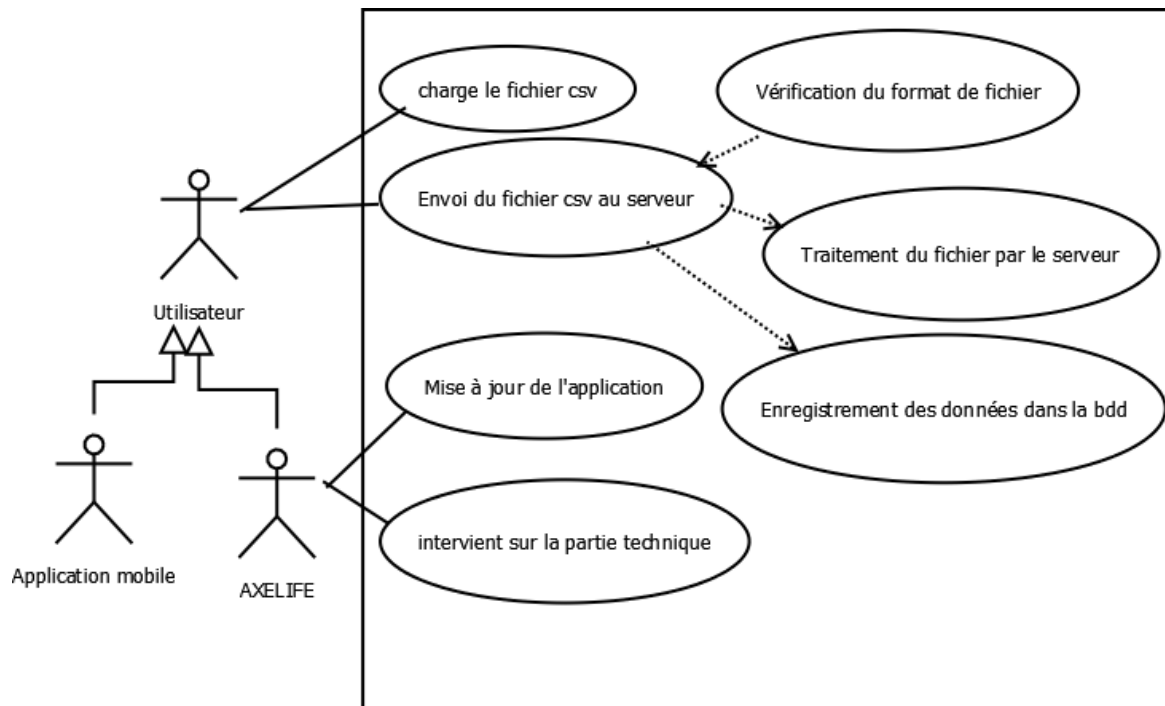 charge le fichier csv
Vérification du format de fichier
Envoi du fichier csv au serveur
Traitement du fichier par le serveur
Utilisateur
Mise à jour de l'application
Enregistrement des données dans la bdd
intervient sur la partie technique
Application mobile
AXELIFE